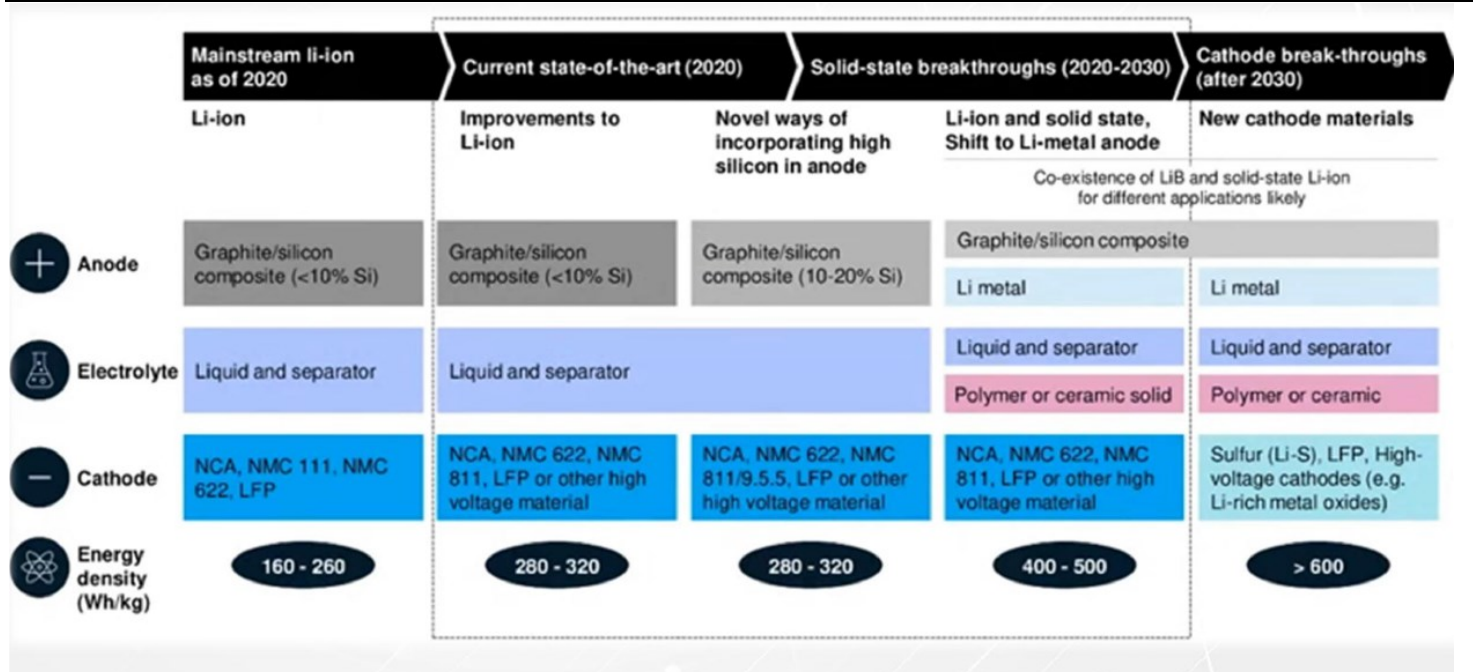 Mainstream li-ion
as of 2020
Current state-of-the-art (2020)
Solid-state breakthroughs (2020-2030)
Cathode break-throughs
(after 2030)
Li-ion
Improvements to
Li-ion
Novel ways of
incorporating high
silicon in anode
Li-ion and solid state,
Shift to Li-metal anode
New cathode materials
Co-existence of LiB and solid-state Li-ion
for different applications likely
Anode
Graphite/silicon
composite (<10% Si)
Graphite/silicon
composite (<10% Si)
Graphite/silicon
composite (10-20% Si)
Graphite/silicon composite
Li metal
Li metal
Electrolyte
Liquid and separator
Liquid and separator
Liquid and separator
Liquid and separator
Polymer or ceramic solid
Polymer or ceramic
Cathode
NCA, NMC 111, NMC
622, LFP
NCA, NMC 622, NMC
811, LFP or other high
voltage material
NCA, NMC 622, NMC
811/9.5.5, LFP or other
high voltage material
NCA, NMC 622, NMC
811, LFP or other high
voltage material
Sulfur (Li-S), LFP, High-
voltage cathodes (e.g.
Li-rich metal oxides)
Energy
density
(Wh/kg)
160 - 260
280 - 320
280 - 320
400 - 500
> 600